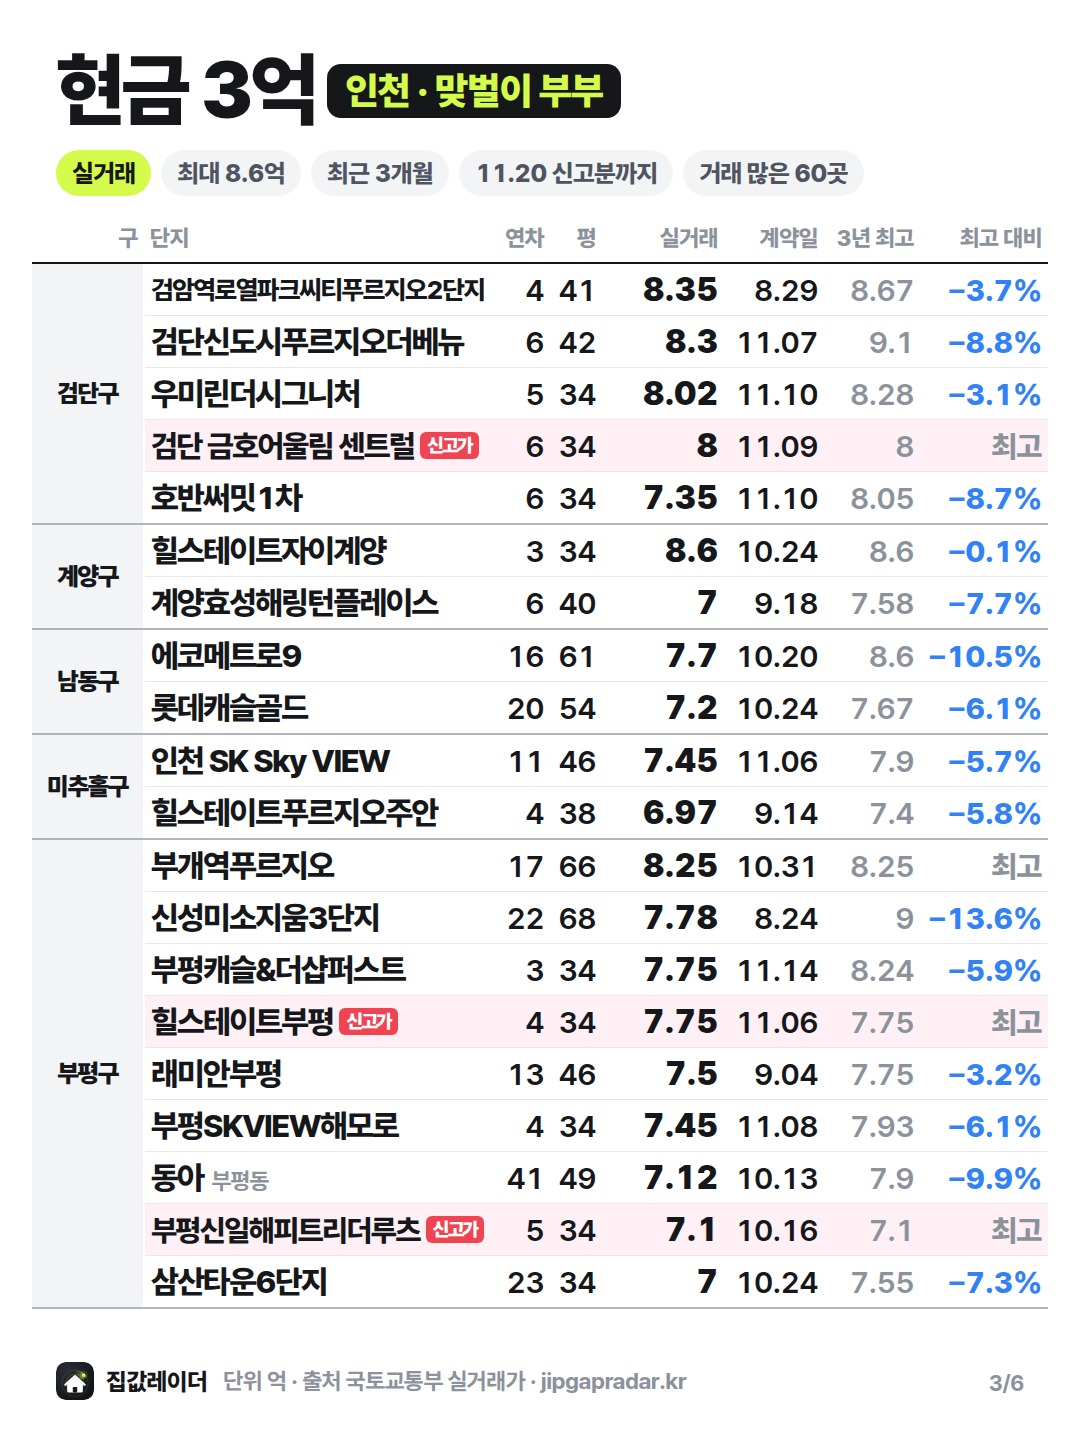 현금 3억 인천 · 맞벌이 부부
실거래 최대 8.6억 최근 3개월 11.20 신고분까지 거래 많은 60곳
구 단지 연차 평 실거래 계약일 3년 최고 최고 대비
검단구
검암역로열파크씨티푸르지오2단지 4 41 8.35 8.29 8.67 −3.7%
검단신도시푸르지오더베뉴 6 42 8.3 11.07 9.1 −8.8%
우미린더시그니처 5 34 8.02 11.10 8.28 −3.1%
검단 금호어울림 센트럴 신고가 6 34 8 11.09 8 최고
호반써밋1차 6 34 7.35 11.10 8.05 −8.7%
계양구
힐스테이트자이계양 3 34 8.6 10.24 8.6 −0.1%
계양효성해링턴플레이스 6 40 7 9.18 7.58 −7.7%
남동구
에코메트로9 16 61 7.7 10.20 8.6 −10.5%
롯데캐슬골드 20 54 7.2 10.24 7.67 −6.1%
미추홀구
인천 SK Sky VIEW 11 46 7.45 11.06 7.9 −5.7%
힐스테이트푸르지오주안 4 38 6.97 9.14 7.4 −5.8%
부평구
부개역푸르지오 17 66 8.25 10.31 8.25 최고
신성미소지움3단지 22 68 7.78 8.24 9 −13.6%
부평캐슬&더샵퍼스트 3 34 7.75 11.14 8.24 −5.9%
힐스테이트부평 신고가 4 34 7.75 11.06 7.75 최고
래미안부평 13 46 7.5 9.04 7.75 −3.2%
부평SKVIEW해모로 4 34 7.45 11.08 7.93 −6.1%
동아 부평동 41 49 7.12 10.13 7.9 −9.9%
부평신일해피트리더루츠 신고가 5 34 7.1 10.16 7.1 최고
삼산타운6단지 23 34 7 10.24 7.55 −7.3%
집값레이더 단위 억 · 출처 국토교통부 실거래가 · jipgapradar.kr 3/6